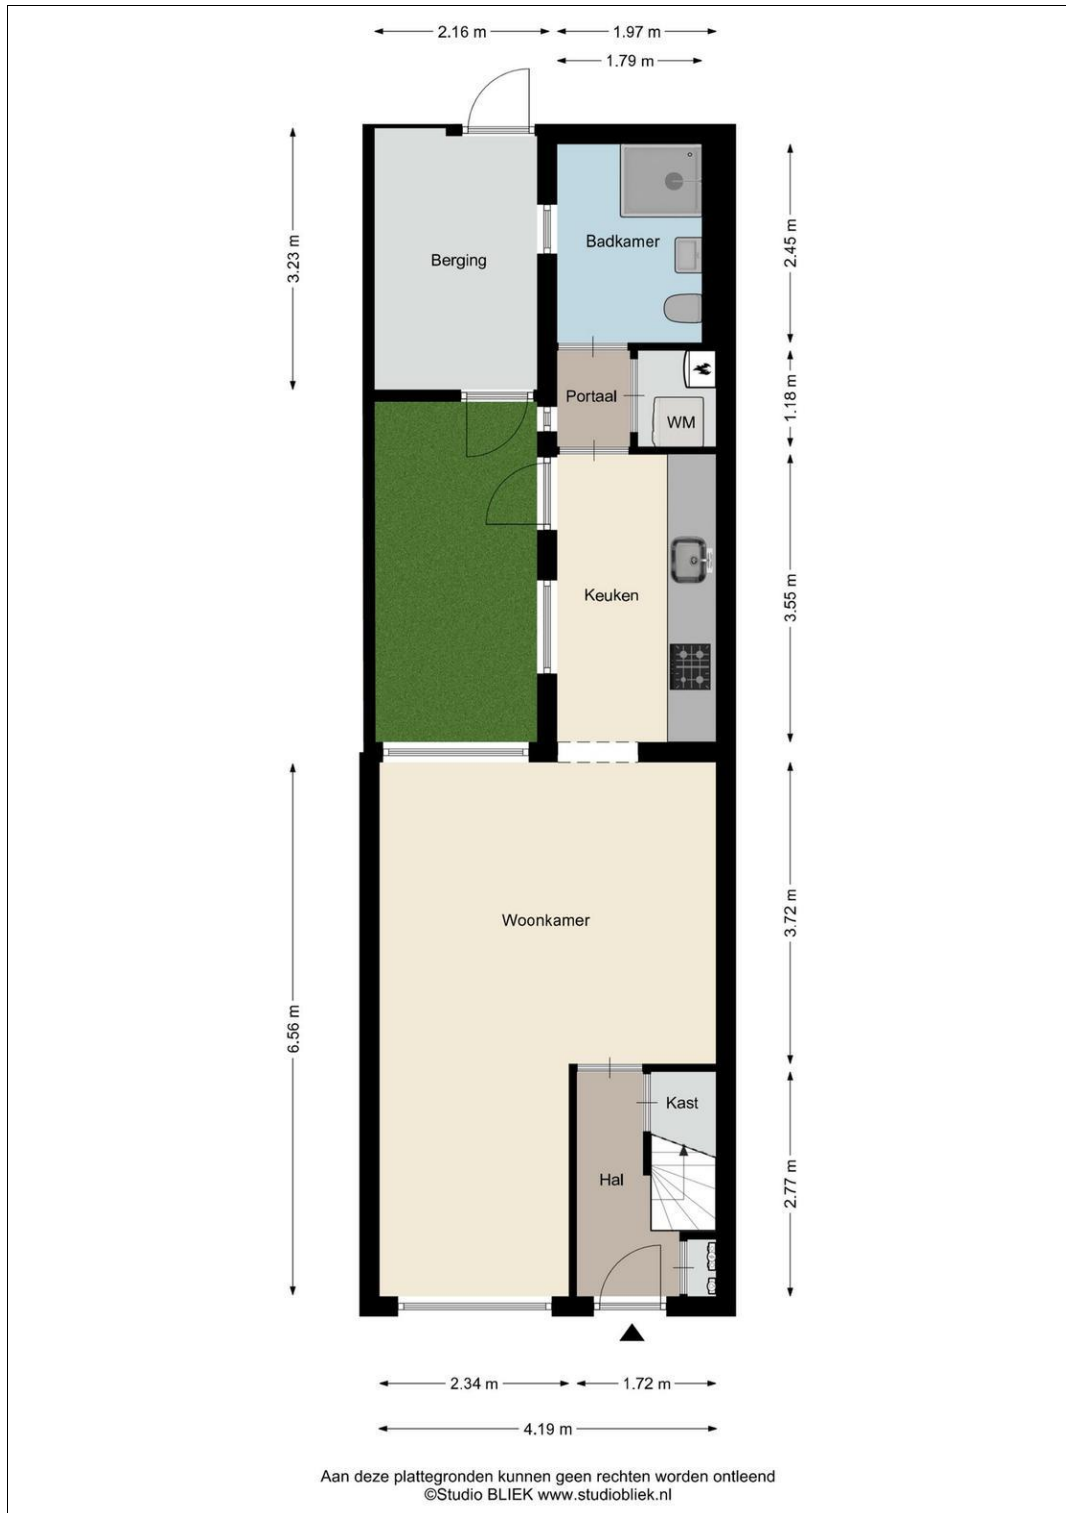 2.16 m
1.97 m
1.79 m
3.23 m
2.45 m
Badkamer
Berging
1.18 m
Portaal
WM
3.55 m
Keuken
3.72 m
Woonkamer
6.56 m
Kast
2.77 m
Hal
2.34 m
1.72 m
4.19 m
Aan deze plattegronden kunnen geen rechten worden ontleend
©Studio BLIEK www.studiobliek.nl